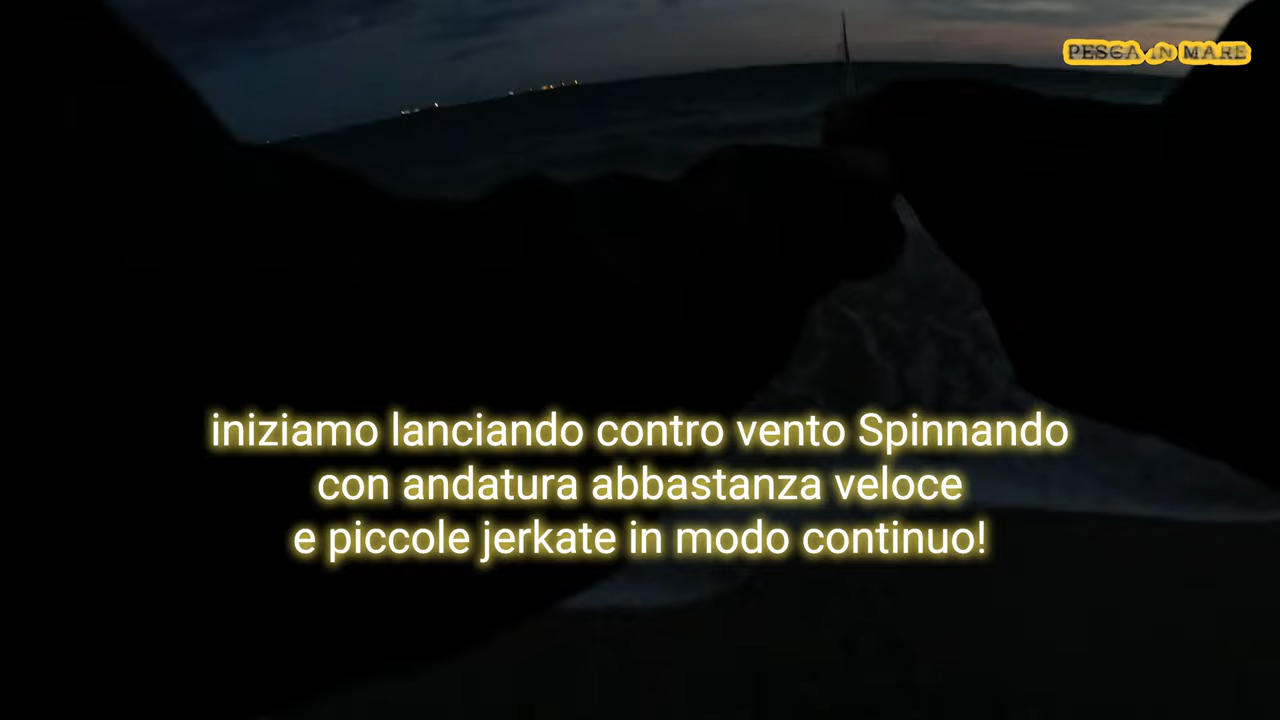 PESCA IN MARE
iniziamo lanciando contro vento Spinnando
con andatura abbastanza veloce
e piccole jerkate in modo continuo!